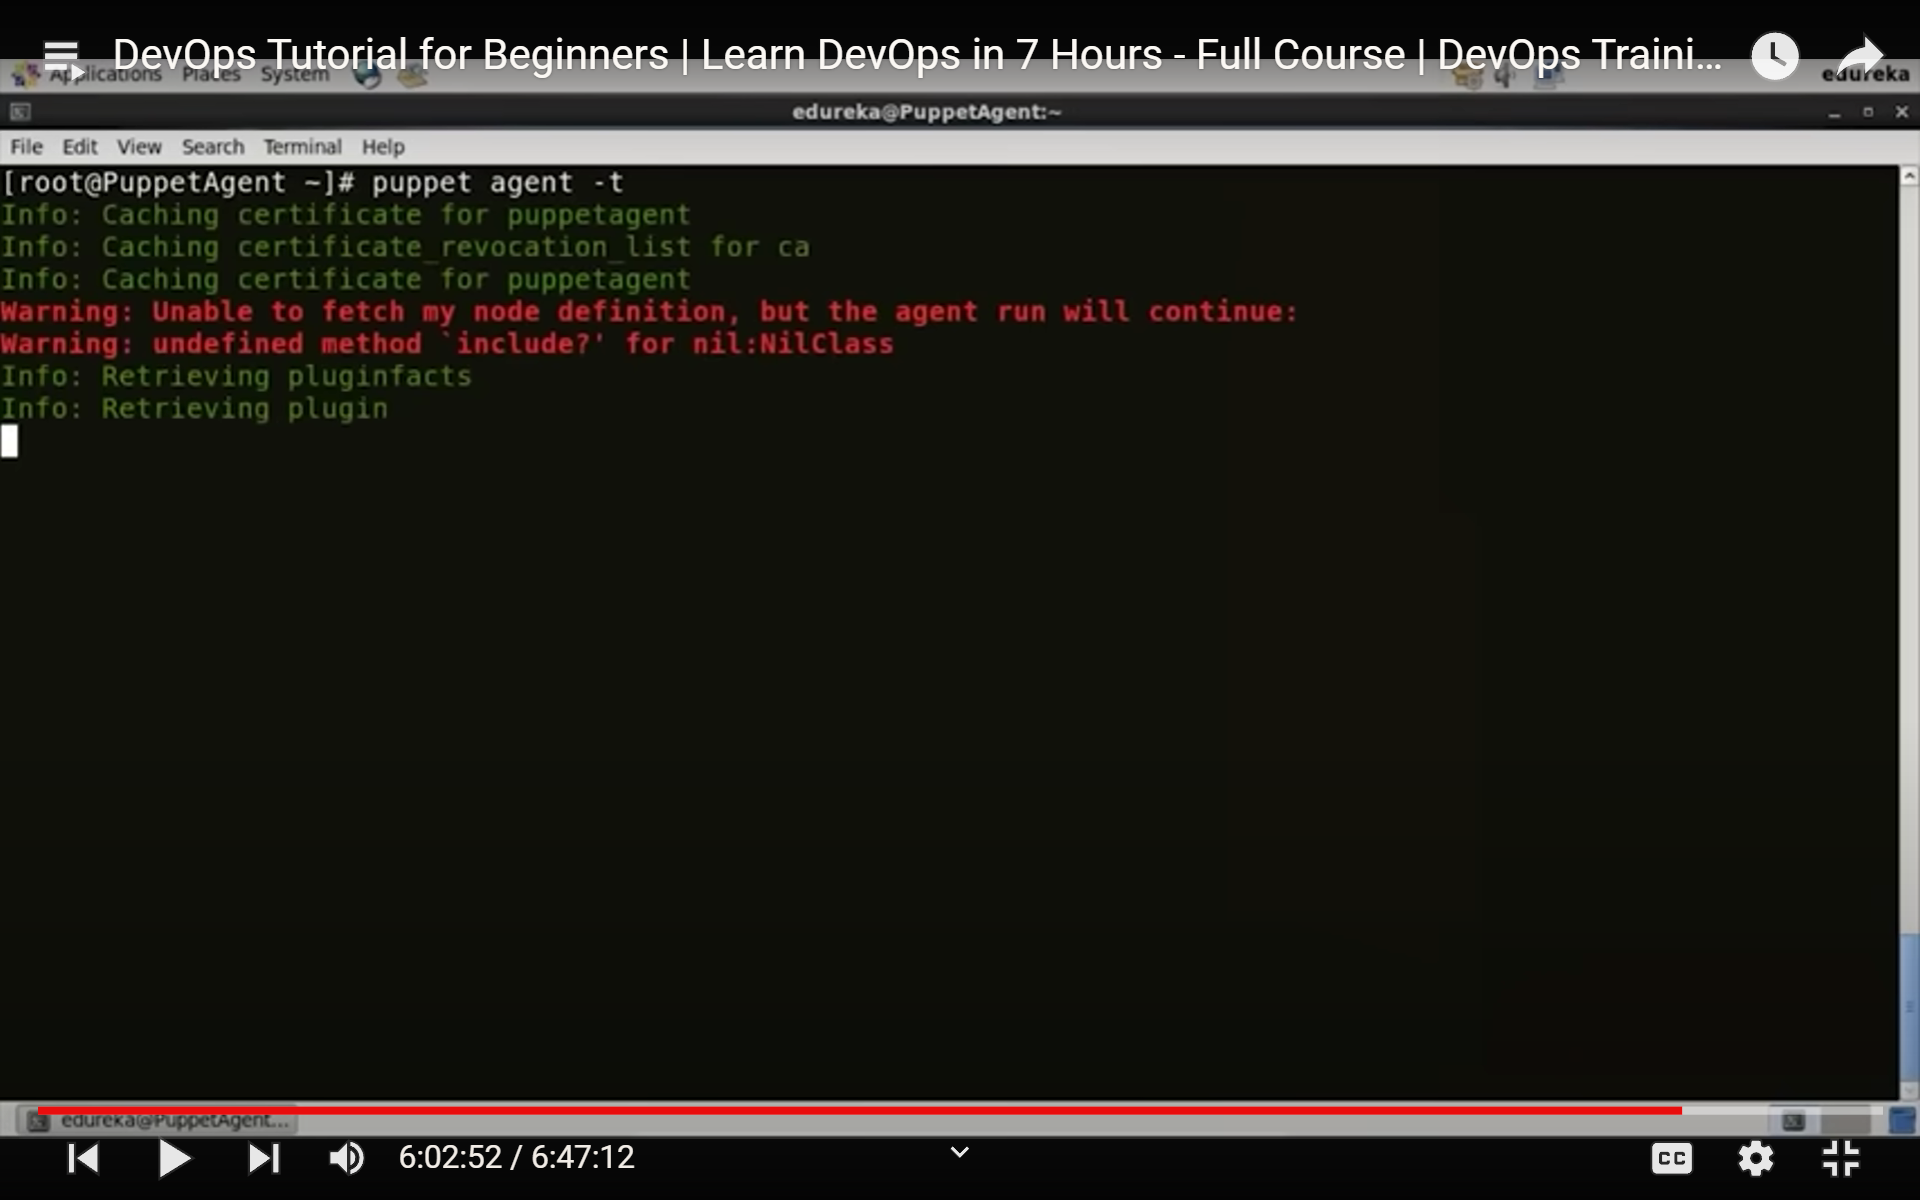 DevOps Tutorial for Beginners | Learn DevOps in 7 Hours - Full Course | DevOps Traini...
Applications Places System edureka
edureka@PuppetAgent:~
File Edit View Search Terminal Help
[root@PuppetAgent ~]# puppet agent -t
Info: Caching certificate for puppetagent
Info: Caching certificate_revocation_list for ca
Info: Caching certificate for puppetagent
Warning: Unable to fetch my node definition, but the agent run will continue:
Warning: undefined method `include?' for nil:NilClass
Info: Retrieving pluginfacts
Info: Retrieving plugin
edureka@PuppetAgent...
6:02:52 / 6:47:12
CC